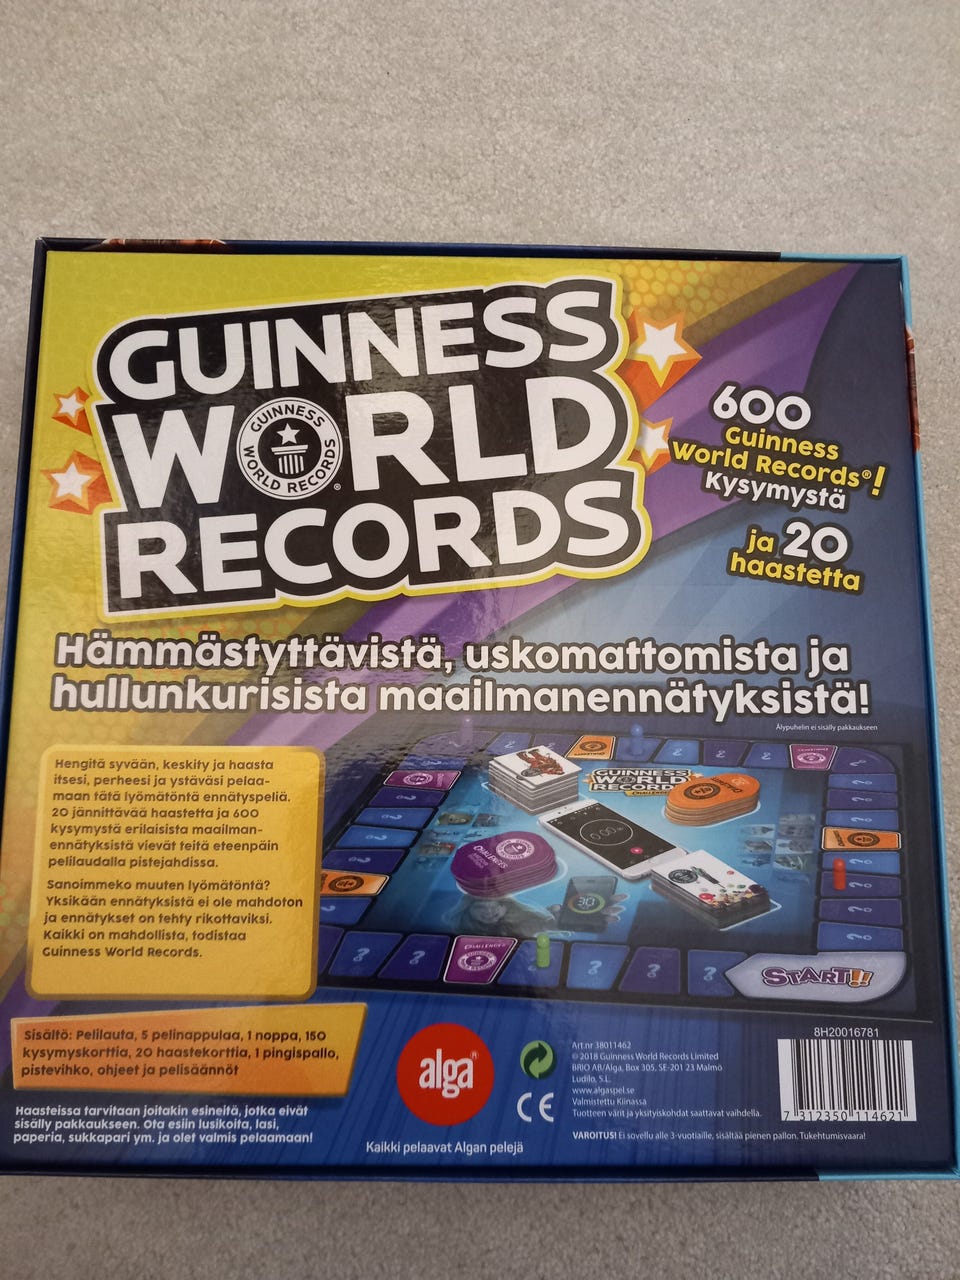 GUINNESS
WORLD
RECORDS
GUINNESS
WORLD RECORDS
®
600
Guinness
World Records®!
Kysymystä
ja 20
haastetta
Hämmästyttävistä, uskomattomista ja
hullunkurisista maailmanennätyksistä!
Älypuhelin ei sisälly pakkaukseen
Hengitä syvään, keskity ja haasta
itsesi, perheesi ja ystäväsi pelaa-
maan tätä lyömätöntä ennätyspeliä.
20 jännittävää haastetta ja 600
kysymystä erilaisista maailman-
ennätyksistä vievät teitä eteenpäin
pelilaudalla pistejahdissa.
Sanoimmeko muuten lyömätöntä?
Yksikään ennätyksistä ei ole mahdoton
ja ennätykset on tehty rikottaviksi.
Kaikki on mahdollista, todistaa
Guinness World Records.
GUINNESS
WORLD
RECORDS
CHALLENGES
0:00
30
CHALLENGES
START!!
Sisältö: Pelilauta, 5 pelinappulaa, 1 noppa, 150
kysymyskorttia, 20 haastekorttia, 1 pingispallo,
pistevihko, ohjeet ja pelisäännöt
Haasteissa tarvitaan joitakin esineitä, jotka eivät
sisälly pakkaukseen. Ota esiin lusikoita, lasi,
paperia, sukkapari ym. ja olet valmis pelaamaan!
alga®
Kaikki pelaavat Algan pelejä
CE
Art.nr 38011462
© 2018 Guinness World Records Limited
BRIO AB/Alga, Box 305, SE-201 23 Malmö
Ludilo, S.L.
www.algaspel.se
Valmistettu Kiinassa
Tuotteen värit ja yksityiskohdat saattavat vaihdella.
VAROITUS! Ei sovellu alle 3-vuotiaille, sisältää pienen pallon. Tukehtumisvaara!
8H20016781
7 312350 114621